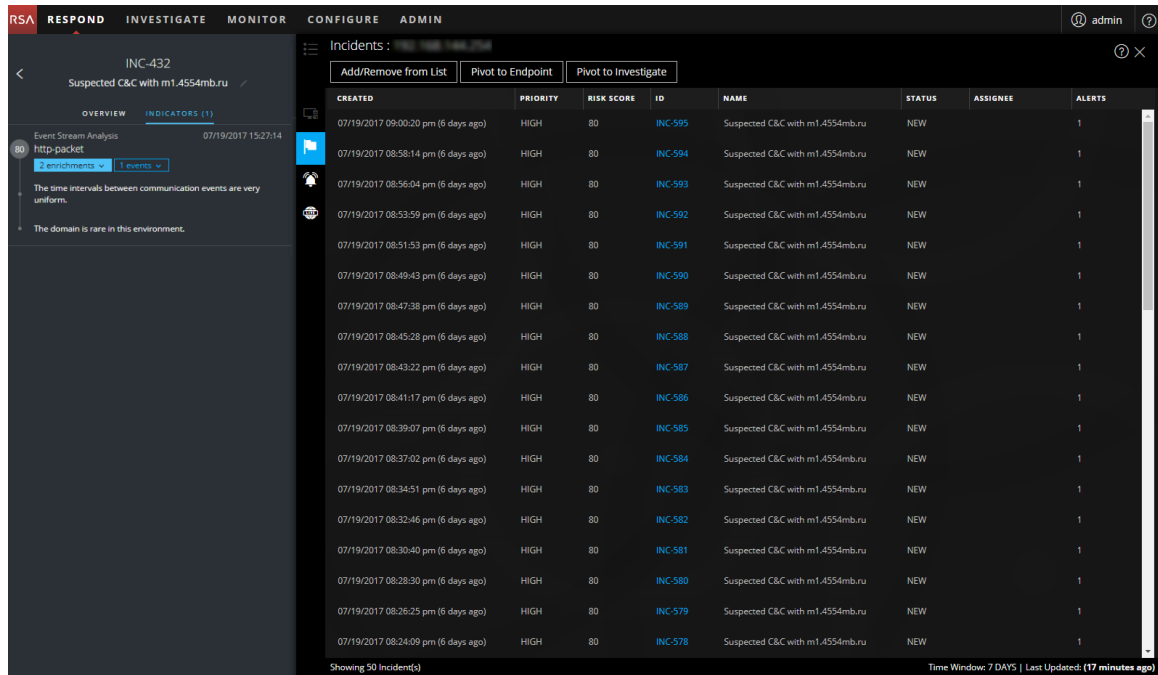 RSA RESPOND INVESTIGATE MONITOR CONFIGURE ADMIN admin ?
INC-432
Suspected C&C with m1.4554mb.ru
OVERVIEW INDICATORS (1)
Event Stream Analysis 07/19/2017 15:27:14
80 http-packet
2 enrichments 1 events
The time intervals between communication events are very
uniform.
The domain is rare in this environment.
Incidents :
Add/Remove from List Pivot to Endpoint Pivot to Investigate
CREATED PRIORITY RISK SCORE ID NAME STATUS ASSIGNEE ALERTS
07/19/2017 09:00:20 pm (6 days ago) HIGH 80 INC-595 Suspected C&C with m1.4554mb.ru NEW 1
07/19/2017 08:58:14 pm (6 days ago) HIGH 80 INC-594 Suspected C&C with m1.4554mb.ru NEW 1
07/19/2017 08:56:04 pm (6 days ago) HIGH 80 INC-593 Suspected C&C with m1.4554mb.ru NEW 1
07/19/2017 08:53:59 pm (6 days ago) HIGH 80 INC-592 Suspected C&C with m1.4554mb.ru NEW 1
07/19/2017 08:51:53 pm (6 days ago) HIGH 80 INC-591 Suspected C&C with m1.4554mb.ru NEW 1
07/19/2017 08:49:43 pm (6 days ago) HIGH 80 INC-590 Suspected C&C with m1.4554mb.ru NEW 1
07/19/2017 08:47:38 pm (6 days ago) HIGH 80 INC-589 Suspected C&C with m1.4554mb.ru NEW 1
07/19/2017 08:45:28 pm (6 days ago) HIGH 80 INC-588 Suspected C&C with m1.4554mb.ru NEW 1
07/19/2017 08:43:22 pm (6 days ago) HIGH 80 INC-587 Suspected C&C with m1.4554mb.ru NEW 1
07/19/2017 08:41:17 pm (6 days ago) HIGH 80 INC-586 Suspected C&C with m1.4554mb.ru NEW 1
07/19/2017 08:39:07 pm (6 days ago) HIGH 80 INC-585 Suspected C&C with m1.4554mb.ru NEW 1
07/19/2017 08:37:02 pm (6 days ago) HIGH 80 INC-584 Suspected C&C with m1.4554mb.ru NEW 1
07/19/2017 08:34:51 pm (6 days ago) HIGH 80 INC-583 Suspected C&C with m1.4554mb.ru NEW 1
07/19/2017 08:32:46 pm (6 days ago) HIGH 80 INC-582 Suspected C&C with m1.4554mb.ru NEW 1
07/19/2017 08:30:40 pm (6 days ago) HIGH 80 INC-581 Suspected C&C with m1.4554mb.ru NEW 1
07/19/2017 08:28:30 pm (6 days ago) HIGH 80 INC-580 Suspected C&C with m1.4554mb.ru NEW 1
07/19/2017 08:26:25 pm (6 days ago) HIGH 80 INC-579 Suspected C&C with m1.4554mb.ru NEW 1
07/19/2017 08:24:09 pm (6 days ago) HIGH 80 INC-578 Suspected C&C with m1.4554mb.ru NEW 1
Showing 50 Incident(s) Time Window: 7 DAYS | Last Updated: (17 minutes ago)